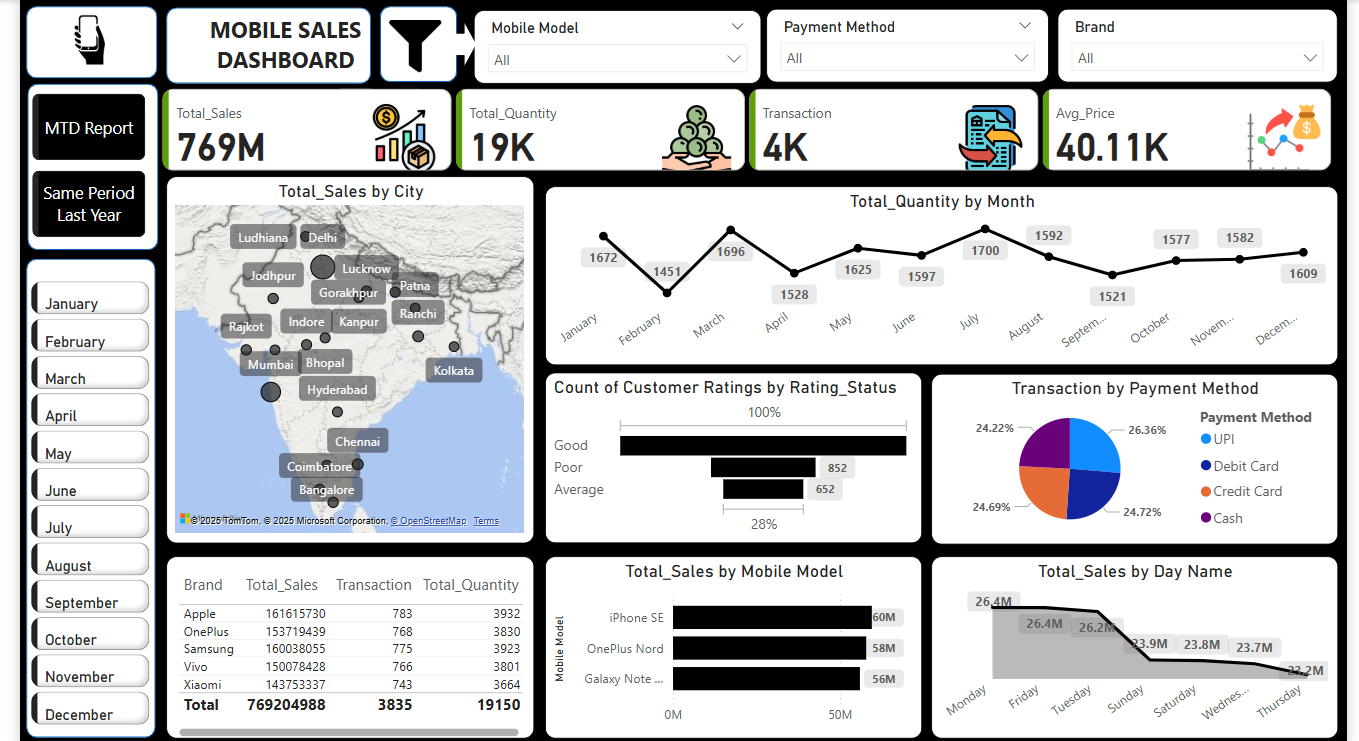 MOBILE SALES
DASHBOARD
Mobile Model
All
Payment Method
All
Brand
All
MTD Report
Same Period
Last Year
Total_Sales
769M
Total_Quantity
19K
Transaction
4K
Avg_Price
40.11K
January
February
March
April
May
June
July
August
September
October
November
December
Total_Sales by City
Ludhiana
Delhi
Jodhpur
Lucknow
Gorakhpur
Patna
Rajkot
Indore
Kanpur
Ranchi
Mumbai
Bhopal
Kolkata
Hyderabad
Chennai
Coimbatore
Bangalore
© 2025 TomTom, © 2025 Microsoft Corporation, © OpenStreetMap Terms
Total_Quantity by Month
1672
1451
1696
1528
1625
1597
1700
1592
1521
1577
1582
1609
January
February
March
April
May
June
July
August
Septem...
October
Novem...
Decem...
Count of Customer Ratings by Rating_Status
100%
Good
Poor
852
Average
652
28%
Transaction by Payment Method
24.22%
26.36%
24.69%
24.72%
Payment Method
UPI
Debit Card
Credit Card
Cash
Brand Total_Sales Transaction Total_Quantity
Apple 161615730 783 3932
OnePlus 153719439 768 3830
Samsung 160038055 775 3923
Vivo 150078428 766 3801
Xiaomi 143753337 743 3664
Total 769204988 3835 19150
Total_Sales by Mobile Model
Mobile Model
iPhone SE 60M
OnePlus Nord 58M
Galaxy Note ... 56M
0M 50M
Total_Sales by Day Name
26.4M
26.4M
26.2M
23.9M
23.8M
23.7M
23.2M
Monday
Friday
Tuesday
Sunday
Saturday
Wednes...
Thursday